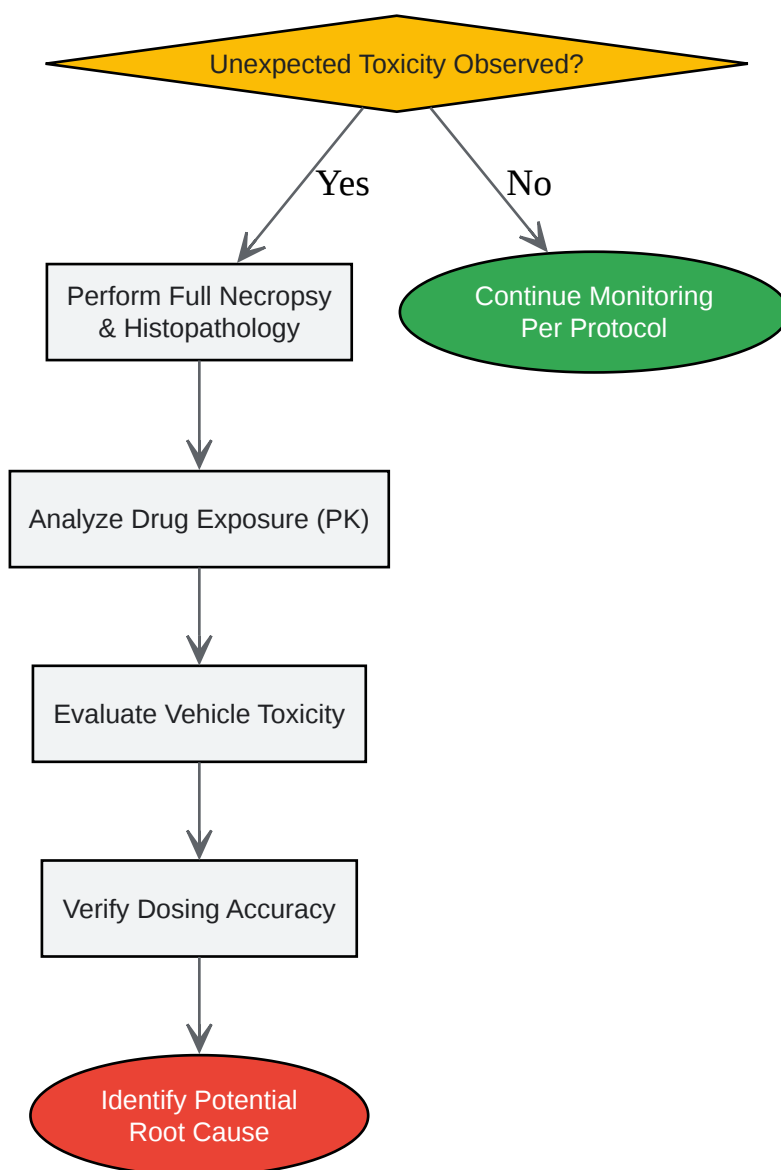 Unexpected Toxicity Observed?
Yes
No
Perform Full Necropsy
& Histopathology
Continue Monitoring
Per Protocol
Analyze Drug Exposure (PK)
Evaluate Vehicle Toxicity
Verify Dosing Accuracy
Identify Potential
Root Cause